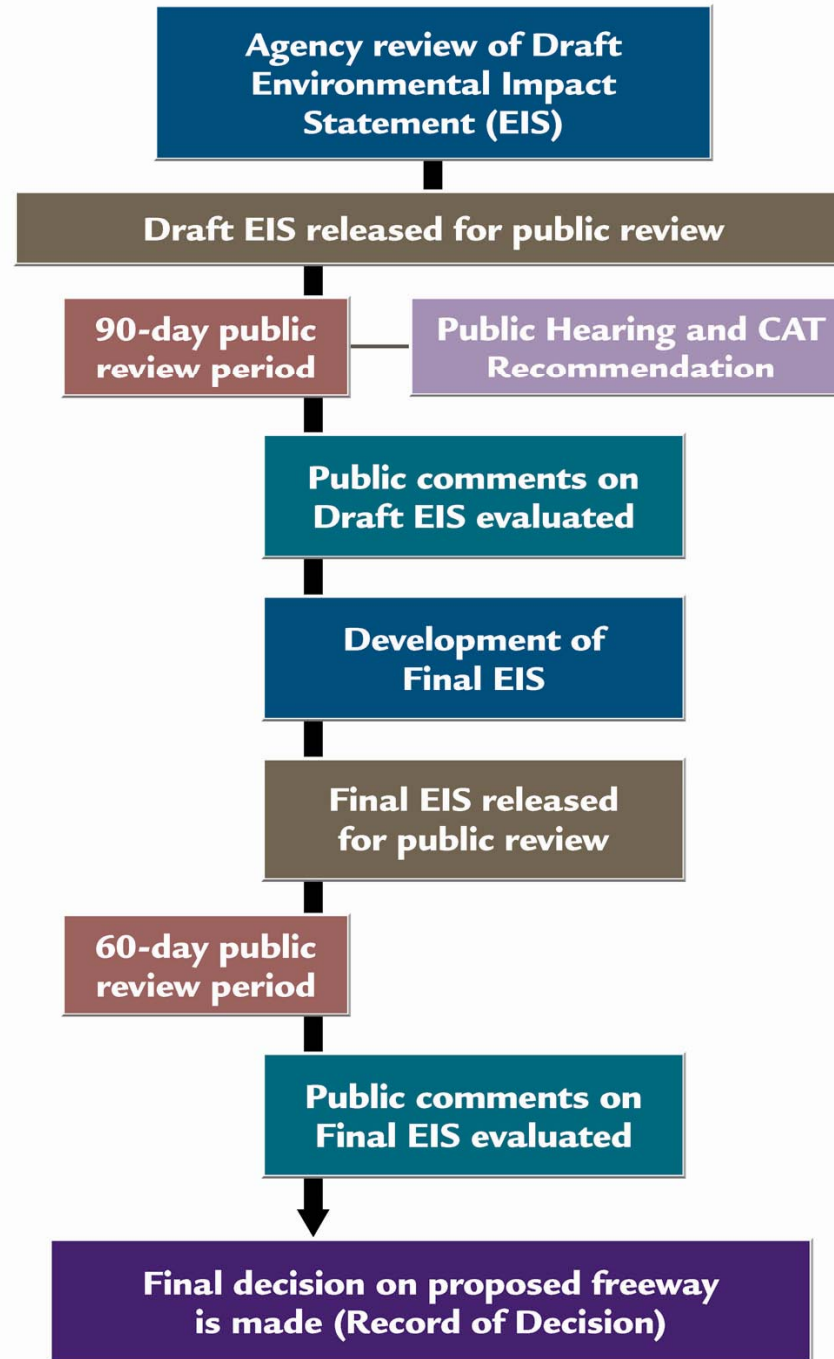 Agency review of Draft
Environmental Impact
Statement (EIS)
Draft EIS released for public review
90-day public
review period
Public Hearing and CAT
Recommendation
Public comments on
Draft EIS evaluated
Development of
Final EIS
Final EIS released
for public review
60-day public
review period
Public comments on
Final EIS evaluated
Final decision on proposed freeway
is made (Record of Decision)